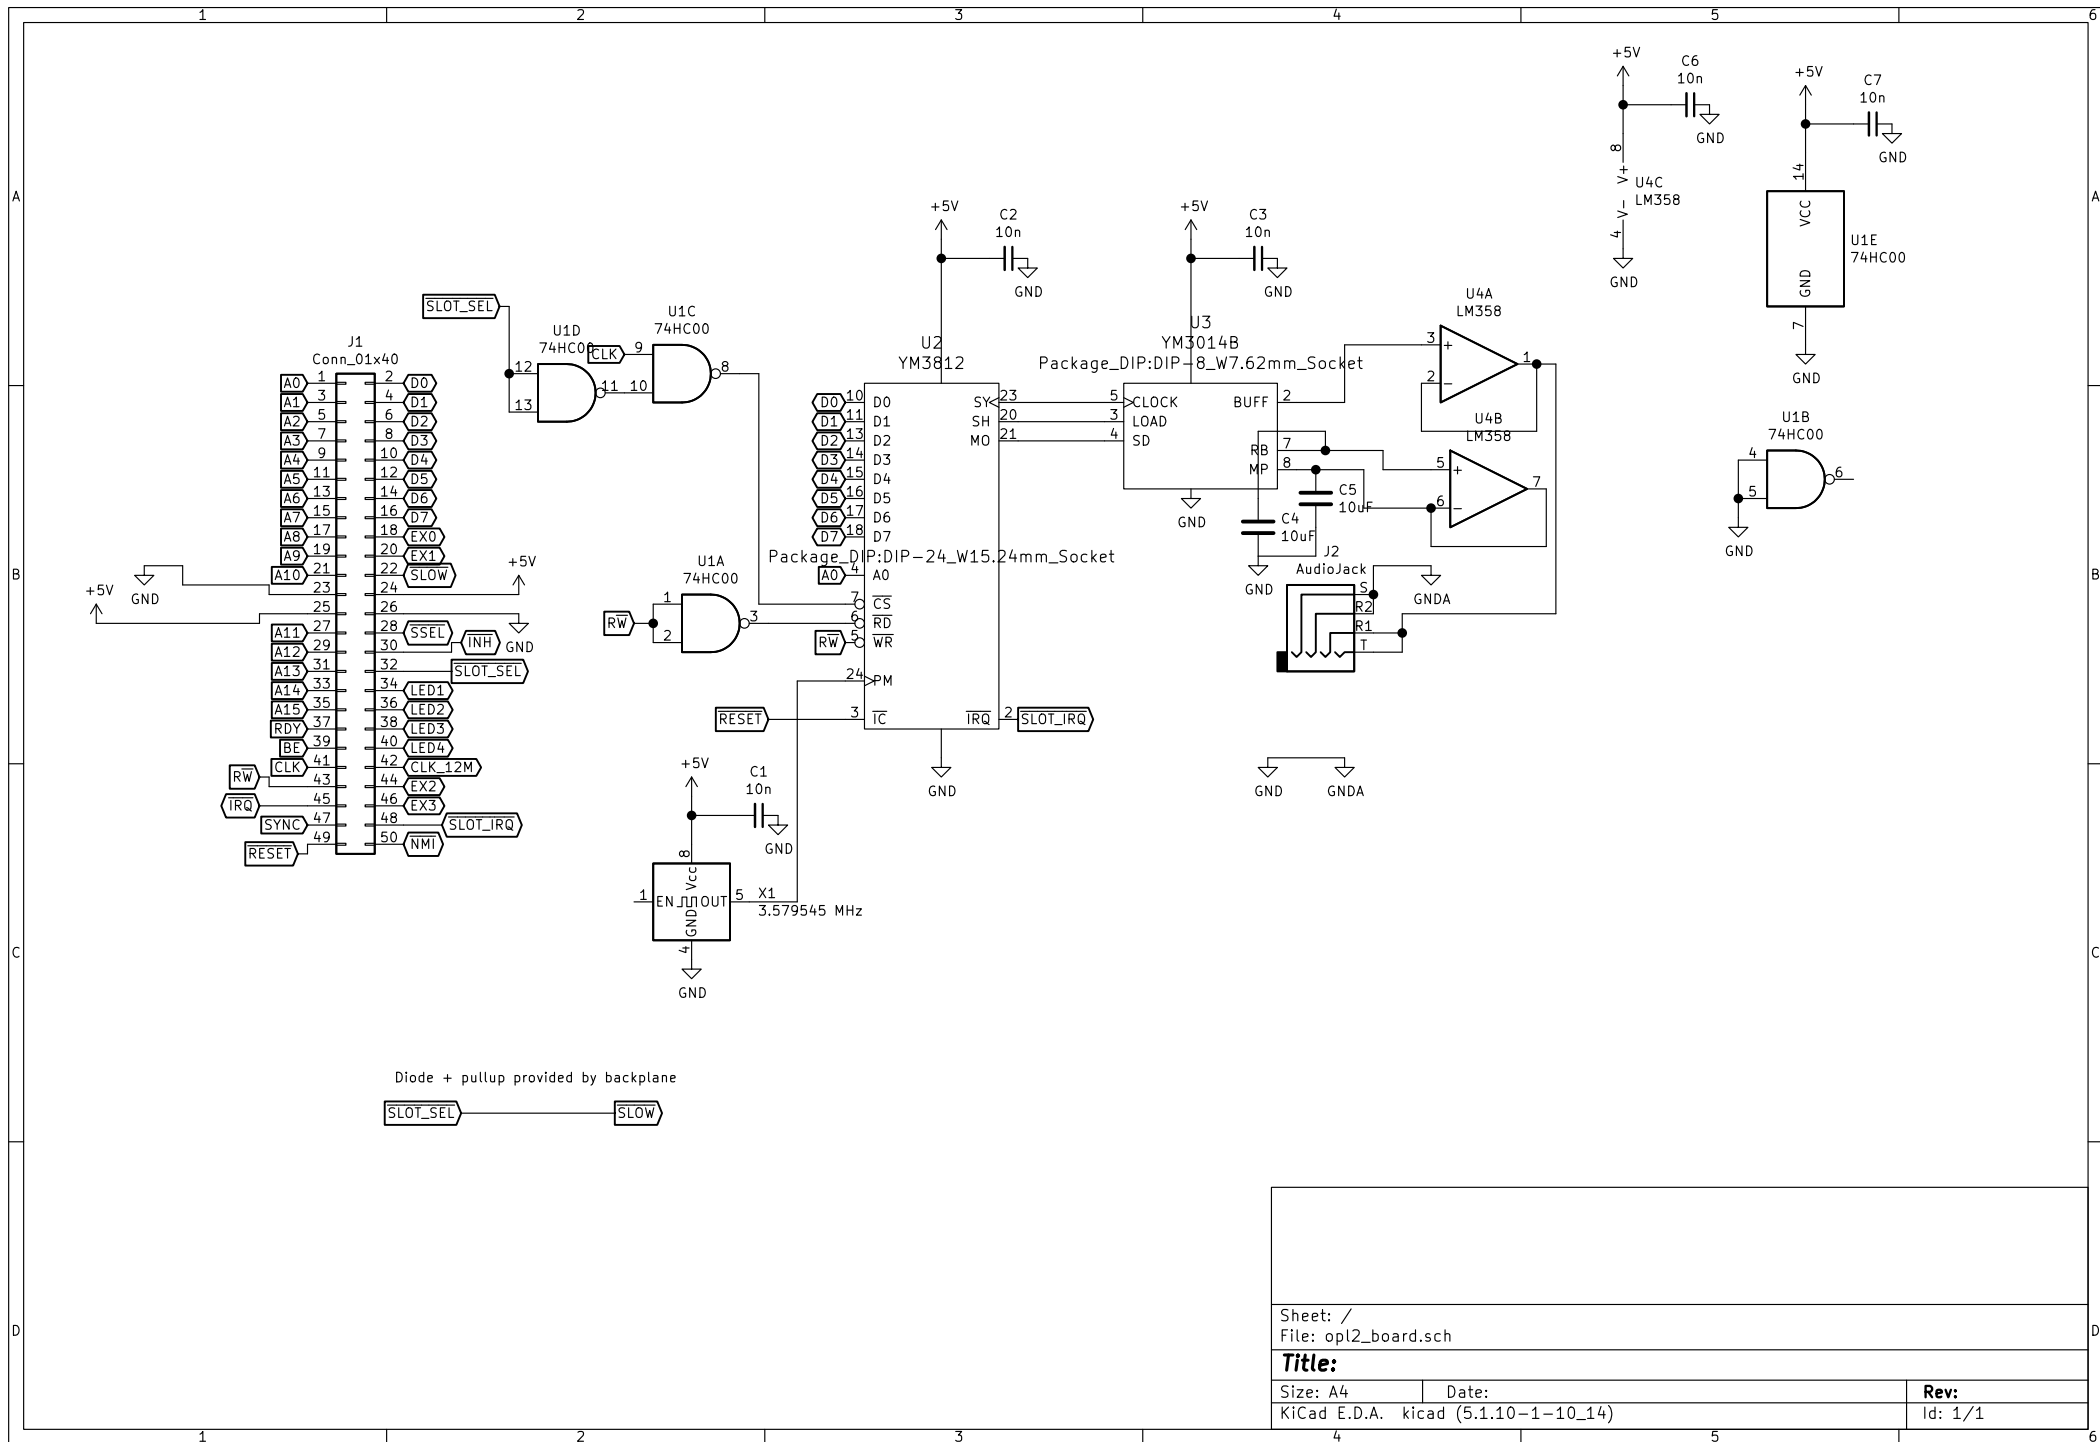 1 2 3 4 5 6
+5V
C6
10n
GND
8
V+
U4C
LM358
V-
4
GND
+5V
C7
10n
GND
14
VCC
U1E
74HC00
GND
7
GND
A A
+5V
C2
10n
GND
+5V
C3
10n
GND
SLOT_SEL
U1D
74HC00
12
13
11
CLK
U1C
74HC00
9
10
8
U2
YM3812
U3
YM3014B
Package_DIP:DIP-8_W7.62mm_Socket
U4A
LM358
3 +
2 -
1
U4B
LM358
5 +
6 -
7
U1B
74HC00
4
5
6
GND
J1
Conn_01x40
A0 1 2 D0
A1 3 4 D1
A2 5 6 D2
A3 7 8 D3
A4 9 10 D4
A5 11 12 D5
A6 13 14 D6
A7 15 16 D7
A8 17 18 EX0
A9 19 20 EX1
A10 21 22 SLOW
GND 23 24 +5V
+5V 25 26 GND
A11 27 28 SSEL
A12 29 30 INH
A13 31 32 SLOT_SEL
A14 33 34 LED1
A15 35 36 LED2
RDY 37 38 LED3
BE 39 40 LED4
CLK 41 42 CLK_12M
RW 43 44 EX2
IRQ 45 46 EX3
SYNC 47 48 SLOT_IRQ
RESET 49 50 NMI
D0 10 D0 SY 23
D1 11 D1 SH 20
D2 13 D2 MO 21
D3 14 D3
D4 15 D4
D5 16 D5
D6 17 D6
D7 18 D7
Package_DIP:DIP-24_W15.24mm_Socket
A0 4 A0
7 CS
6 RD
RW 5 WR
24 PM
RESET 3 IC IRQ 2 SLOT_IRQ
GND
5 CLOCK BUFF 2
3 LOAD
4 SD
RB 7
MP 8
GND
C5
10uF
C4
10uF
GND
U1A
74HC00
RW
1
2
3
J2
AudioJack
S
R2
R1
T
GNDA
B B
GND GNDA
+5V
C1
10n
GND
8
Vcc
1 EN OUT 5
GND
4
X1
3.579545 MHz
GND
C C
Diode + pullup provided by backplane
SLOT_SEL SLOW
D D
Sheet: /
File: opl2_board.sch
Title:
Size: A4 Date: Rev:
KiCad E.D.A. kicad (5.1.10-1-10_14) Id: 1/1
1 2 3 4 5 6